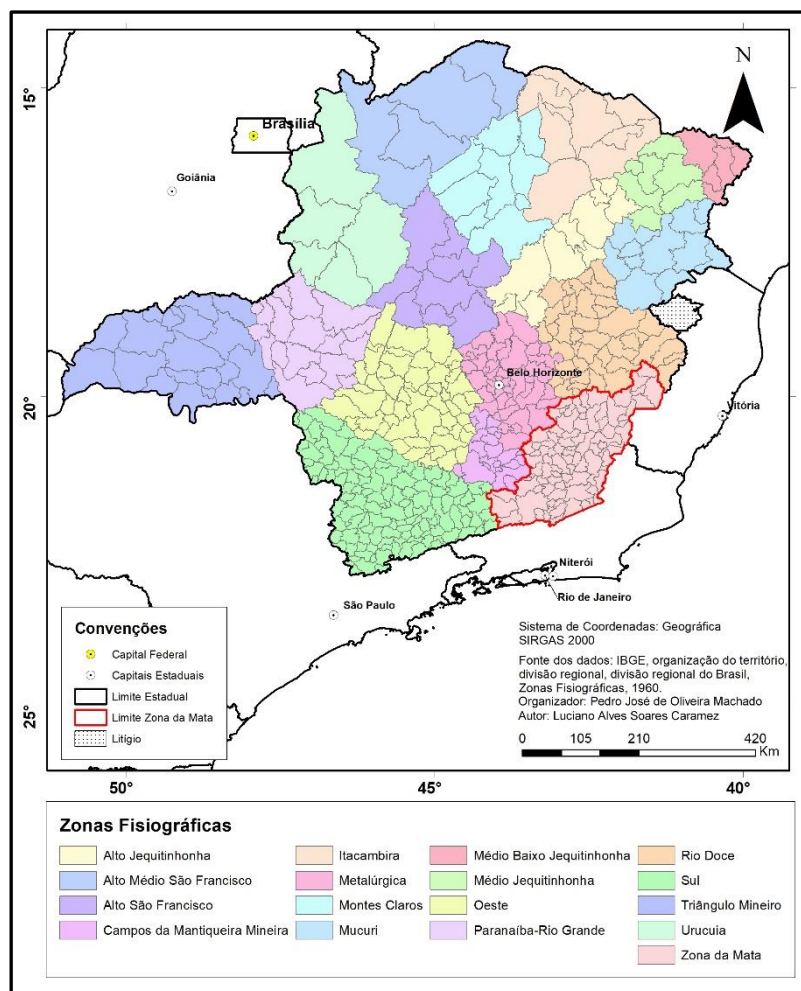 N
15°
Brasília
Goiânia
Belo Horizonte
20°
Vitória
Niterói
Rio de Janeiro
São Paulo
Convenções
Capital Federal
Capitais Estaduais
Limite Estadual
Limite Zona da Mata
Litígio
Sistema de Coordenadas: Geográfica
SIRGAS 2000
Fonte dos dados: IBGE, organização do território,
divisão regional, divisão regional do Brasil,
Zonas Fisiográficas, 1960.
Organizador: Pedro José de Oliveira Machado
Autor: Luciano Alves Soares Caramez
0 105 210 420
Km
25°
50° 45° 40°
Zonas Fisiográficas
Alto Jequitinhonha
Alto Médio São Francisco
Alto São Francisco
Campos da Mantiqueira Mineira
Itacambira
Metalúrgica
Montes Claros
Mucuri
Médio Baixo Jequitinhonha
Médio Jequitinhonha
Oeste
Paranaíba-Rio Grande
Rio Doce
Sul
Triângulo Mineiro
Urucuia
Zona da Mata